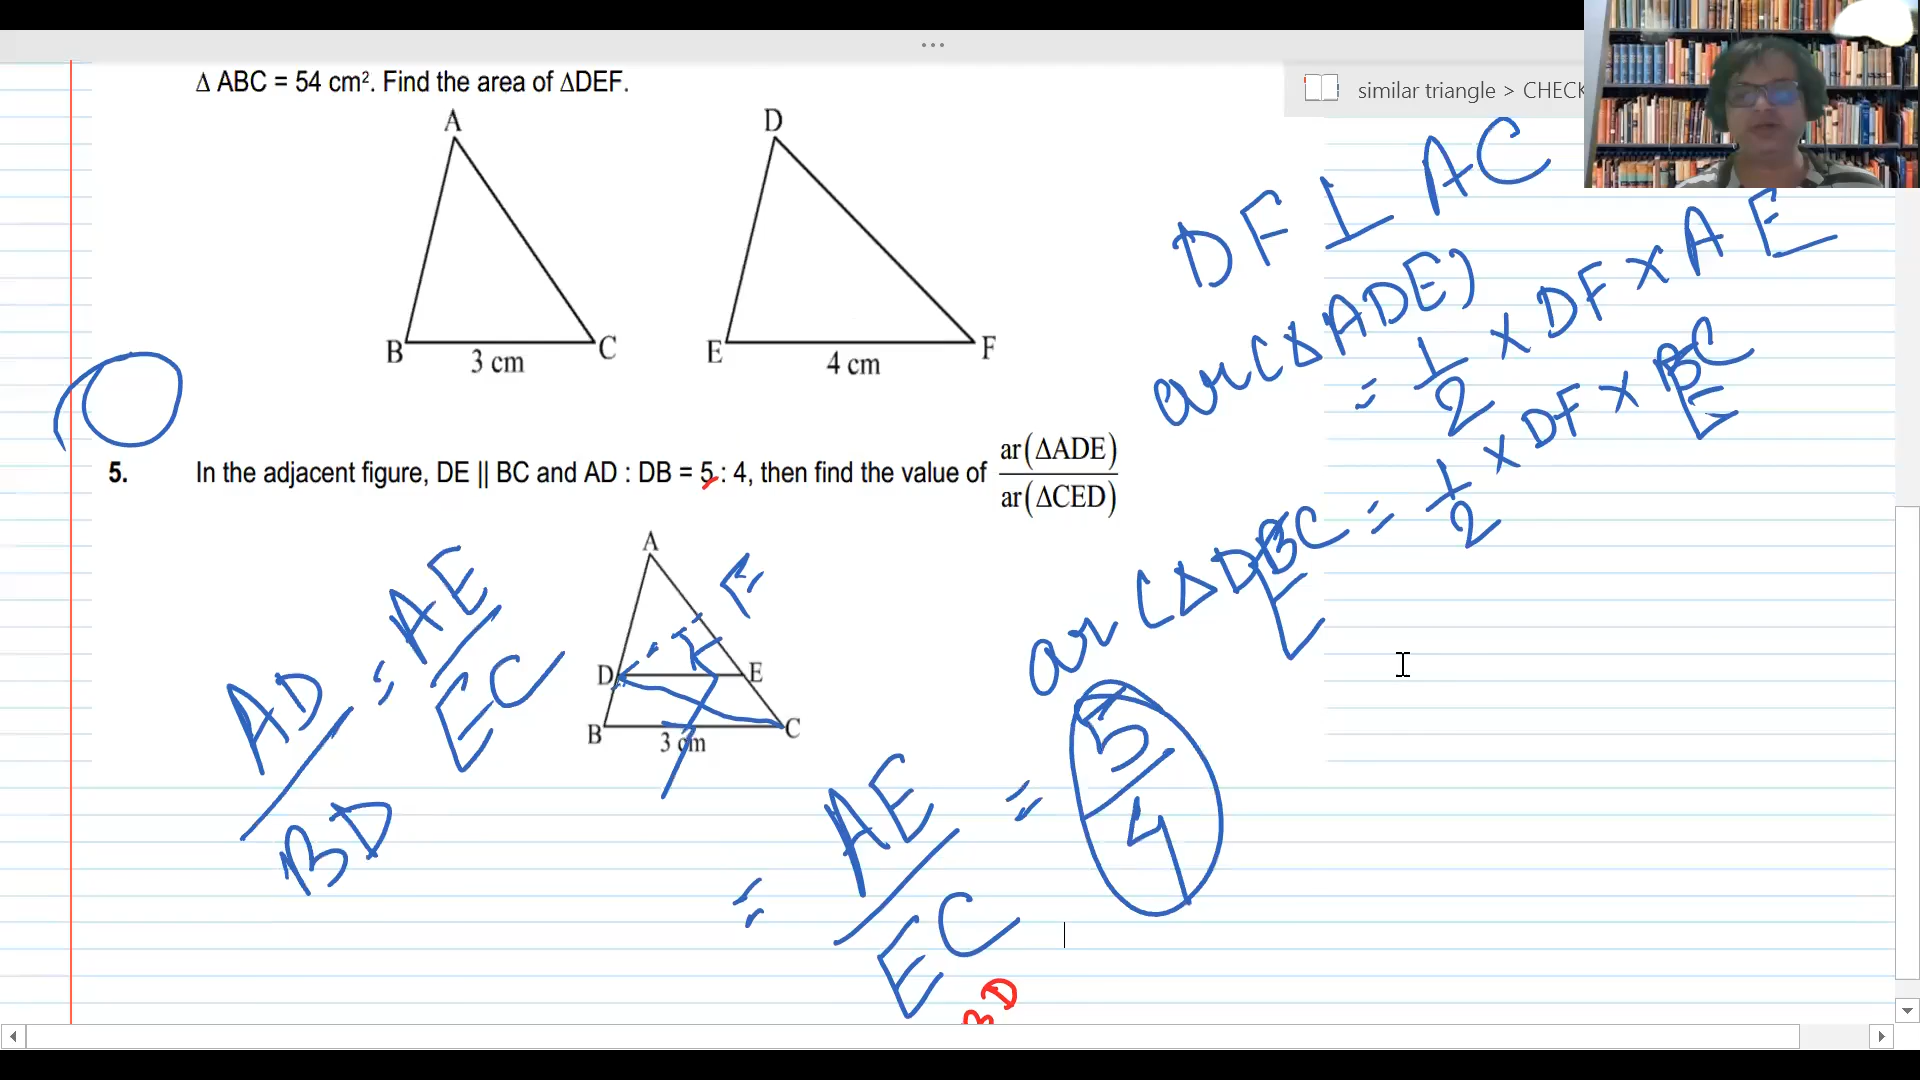 Δ ABC = 54 cm². Find the area of ΔDEF.
similar triangle > CHECK
A
D
B
C
3 cm
E
F
4 cm
DF ⊥ AC
ar(ΔADE)
= 1/2 × DF × AE
5. In the adjacent figure, DE || BC and AD : DB = 5 : 4, then find the value of ar(ΔADE)/ar(ΔCED)
ar(ΔDEC = 1/2 × DF × EC
A
F
D
E
B
C
3 cm
AD/BD = AE/EC
= AE/EC = 5/4
BD